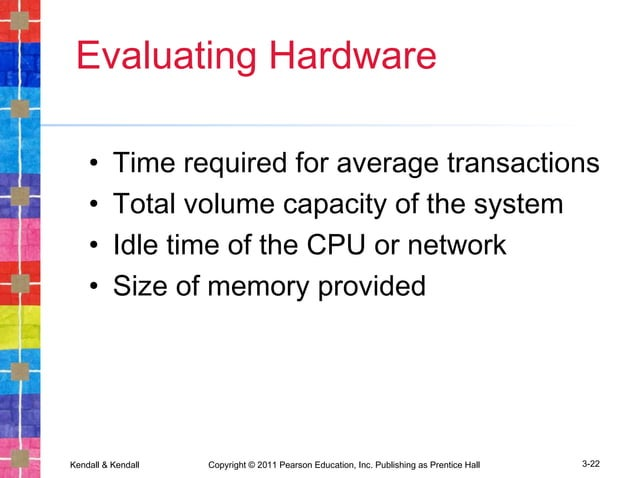 Evaluating Hardware
• Time required for average transactions
• Total volume capacity of the system
• Idle time of the CPU or network
• Size of memory provided
Kendall & Kendall Copyright © 2011 Pearson Education, Inc. Publishing as Prentice Hall 3-22